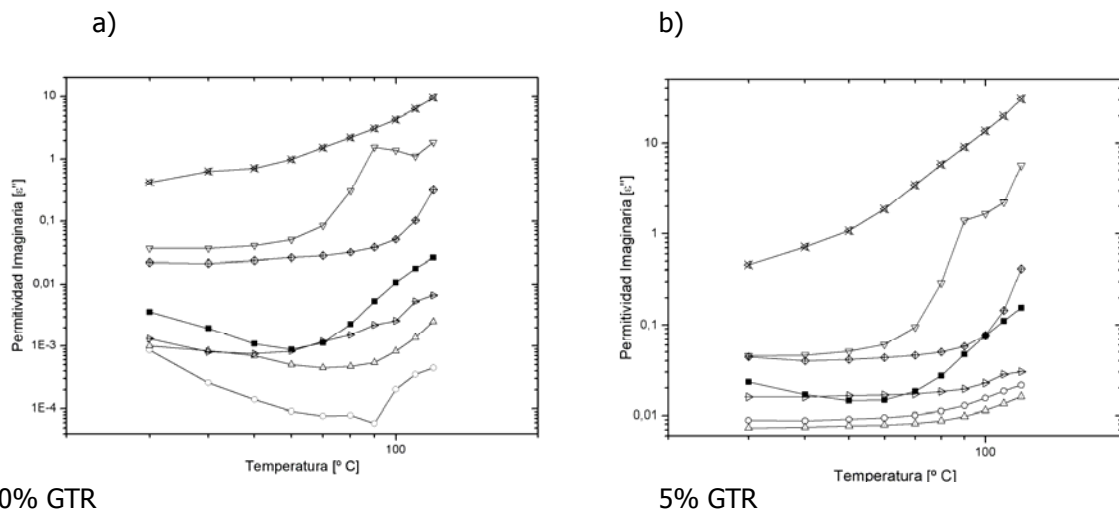 a)
b)
10
1
0,1
0,01
1E-3
1E-4
Permitividad Imaginaria [ε"]
100
Temperatura [º C]
10
1
0,1
0,01
Permitividad Imaginaria [ε"]
100
Temperatura [º C]
0% GTR
5% GTR